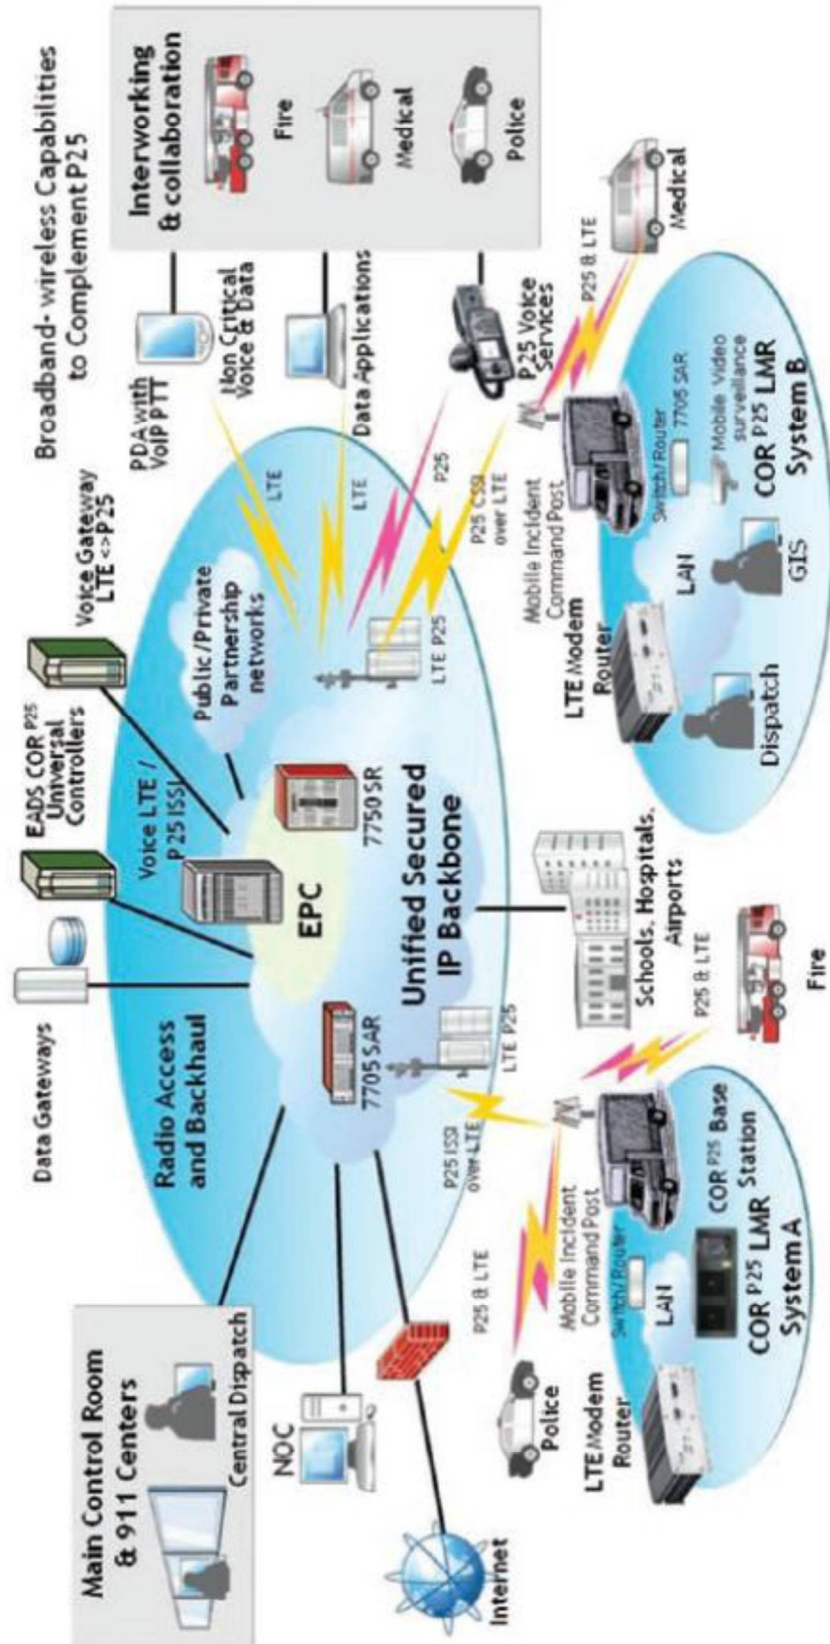 Broadband-wireless Capabilities
to Complement P25
Main Control Room
& 911 Centers
Central Dispatch
Data Gateways
EADS COR P25
Universal
Controllers
Voice Gateway
LTE <>P25
Interworking
& collaboration
Fire
Medical
Police
PDA with
VoIP PTT
Non Critical
Voice & Data
Data Applications
P25 Voice
Services
Radio Access
and Backhaul
Voice LTE /
P25 ISSI
Public/Private
Partnership
networks
EPC
7705 SAR
7750 SR
Unified Secured
IP Backbone
LTE P25
LTE P25
LTE
LTE
P25
P25 CSSI
over LTE
NOC
Internet
P25 ISSI
over LTE
P25 & LTE
Police
Mobile Incident
Command Post
LTE Modem
Router
Switch/Router
LAN
COR P25 Base
Station
COR P25 LMR
System A
P25 & LTE
Fire
Schools, Hospitals,
Airports
Mobile Incident
Command Post
LTE Modem
Router
Switch/Router
7705 SAR
LAN
Mobile Video
surveillance
Dispatch
GIS
COR P25 LMR
System B
P25 & LTE
Medical